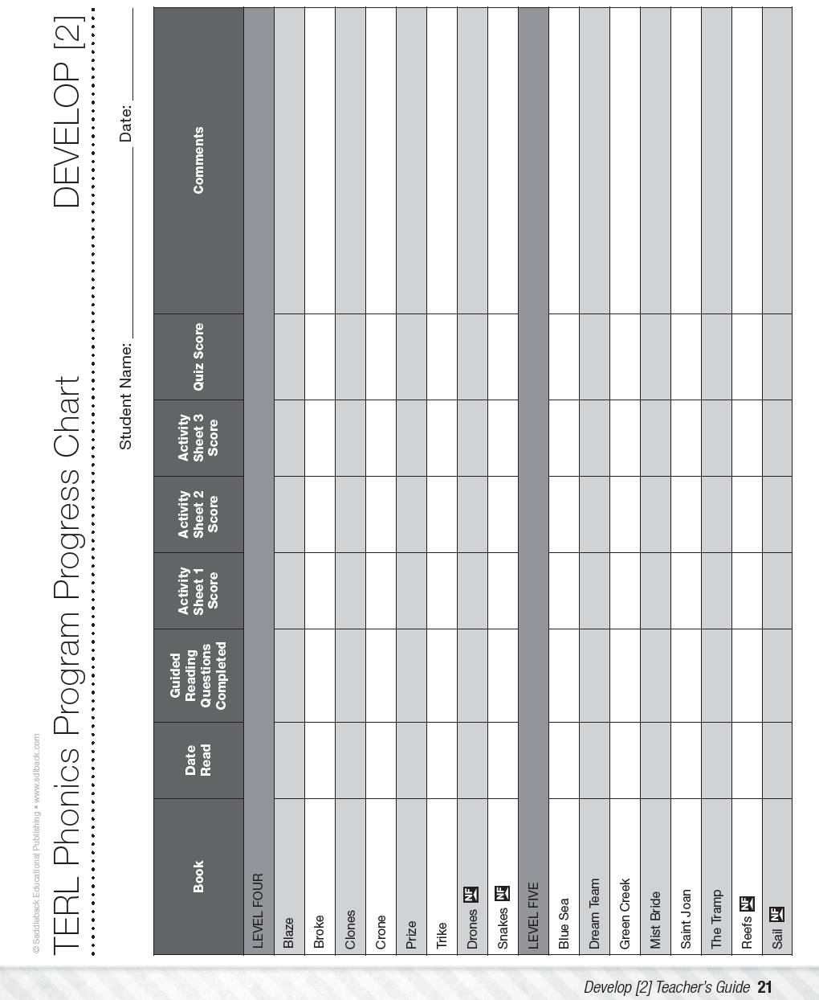 © Saddleback Educational Publishing • www.sdlback.com
TERL Phonics Program Progress Chart DEVELOP [2]
Student Name: Date:
Book
Date
Read
Guided
Reading
Questions
Completed
Activity
Sheet 1
Score
Activity
Sheet 2
Score
Activity
Sheet 3
Score
Quiz Score
Comments
LEVEL FOUR
Blaze
Broke
Clones
Crone
Prize
Trike
Drones NF
Snakes NF
LEVEL FIVE
Blue Sea
Dream Team
Green Creek
Mist Bride
Saint Joan
The Tramp
Reefs NF
Sail NF
Develop [2] Teacher's Guide 21